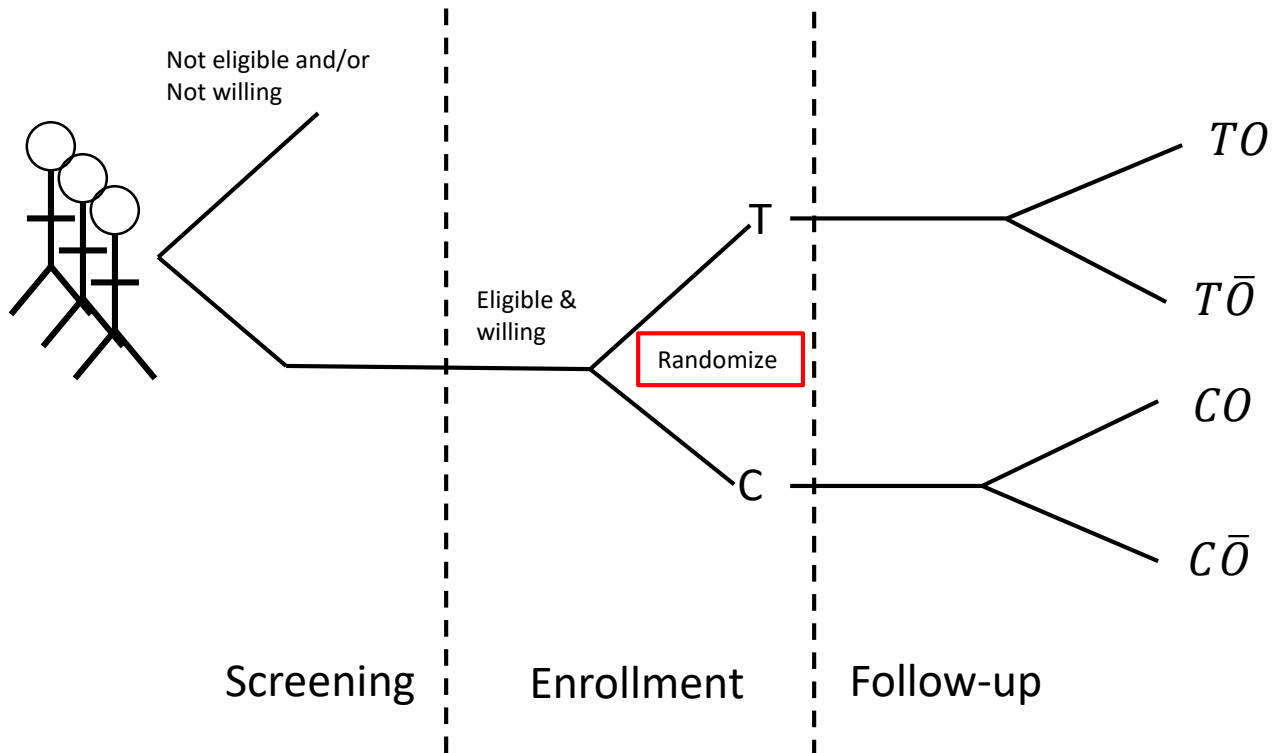 Not eligible and/or
Not willing
Eligible &
willing
T
Randomize
C
TO
TŌ
CO
CŌ
Screening
Enrollment
Follow-up